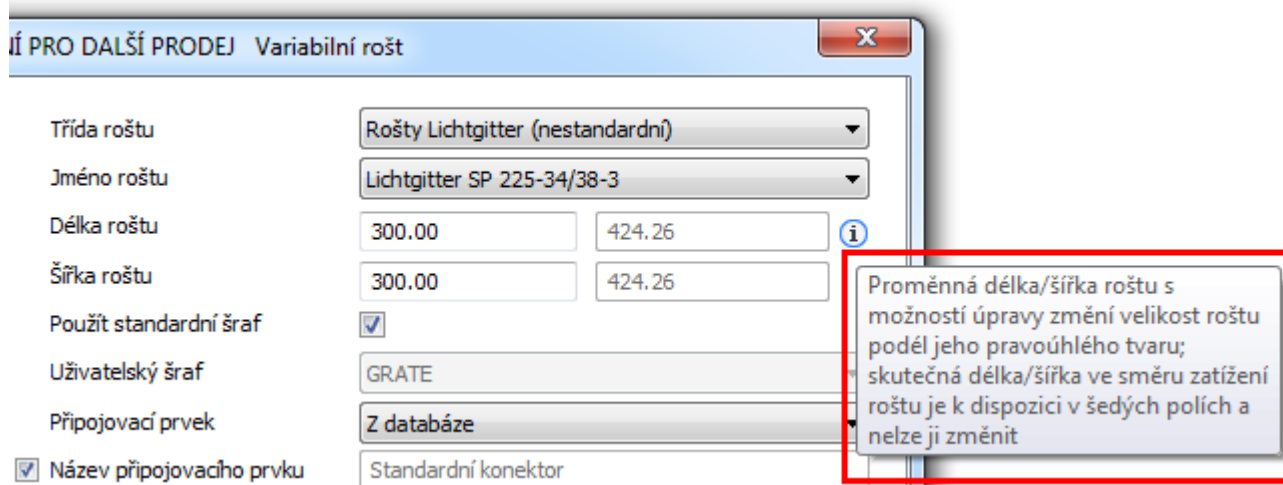 NÍ PRO DALŠÍ PRODEJ Variabilní rošt
Třída roštu Rošty Lichtgitter (nestandardní)
Jméno roštu Lichtgitter SP 225-34/38-3
Délka roštu 300.00 424.26
Šířka roštu 300.00 424.26
Použít standardní šraf
Uživatelský šraf GRATE
Připojovací prvek Z databáze
Název připojovacího prvku Standardní konektor
Proměnná délka/šířka roštu s
možností úpravy změní velikost roštu
podél jeho pravoúhlého tvaru;
skutečná délka/šířka ve směru zatížení
roštu je k dispozici v šedých polích a
nelze ji změnit